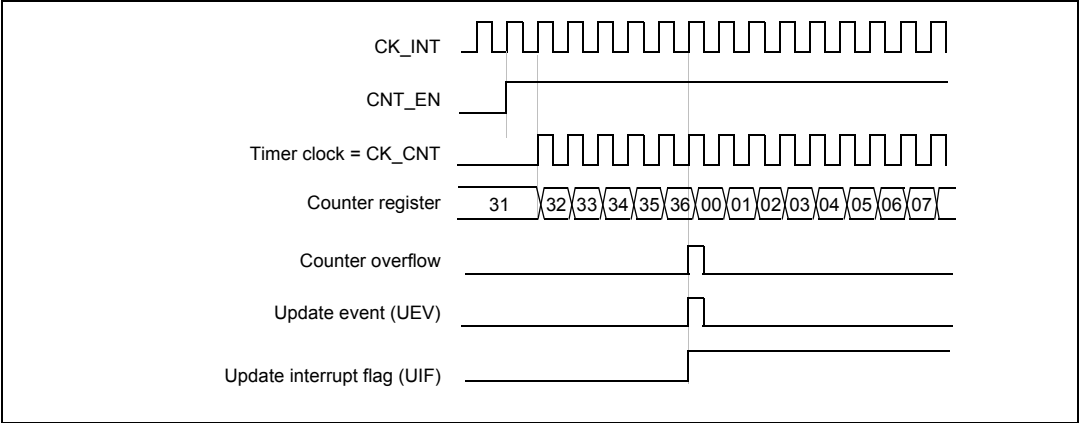 CK_INT
CNT_EN
Timer clock = CK_CNT
Counter register 31 32 33 34 35 36 00 01 02 03 04 05 06 07
Counter overflow
Update event (UEV)
Update interrupt flag (UIF)